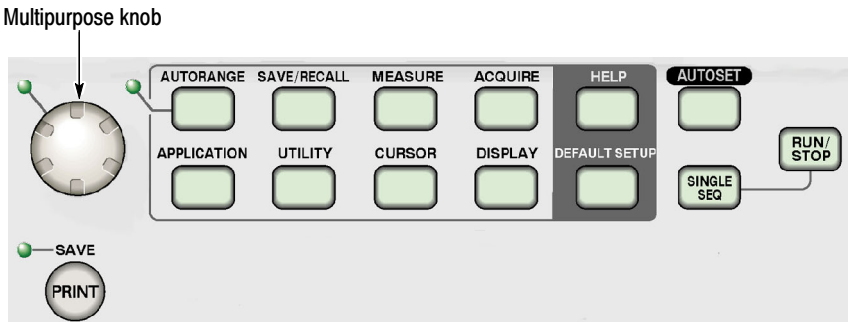 Multipurpose knob
AUTORANGE SAVE/RECALL MEASURE ACQUIRE HELP AUTOSET
APPLICATION UTILITY CURSOR DISPLAY DEFAULT SETUP
RUN/
STOP
SINGLE
SEQ
SAVE
PRINT